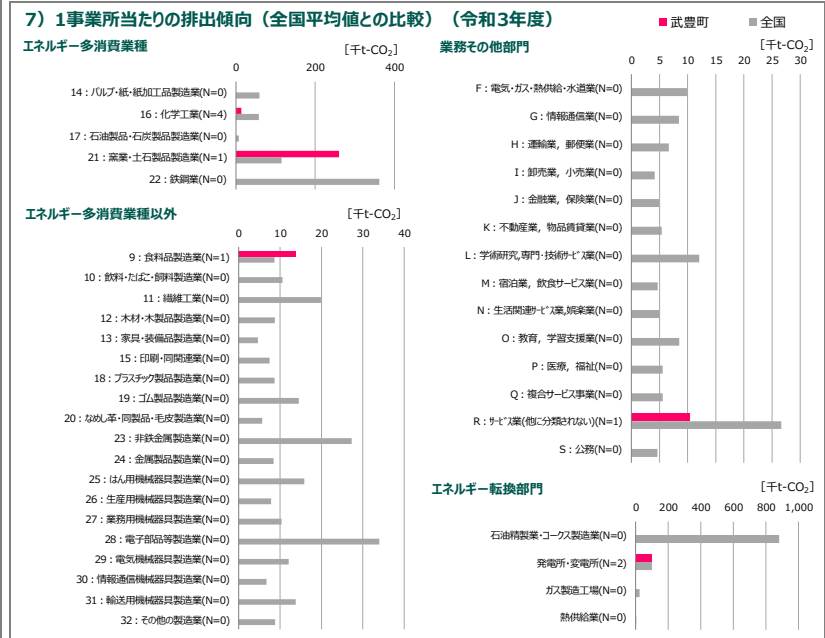 7）1事業所当たりの排出傾向（全国平均値との比較）（令和3年度）
武豊町 全国
エネルギー多消費業種
[千t-CO₂]
0 200 400
14：パルプ・紙・紙加工品製造業(N=0)
16：化学工業(N=4)
17：石油製品・石炭製品製造業(N=0)
21：窯業・土石製品製造業(N=1)
22：鉄鋼業(N=0)
エネルギー多消費業種以外
[千t-CO₂]
0 10 20 30 40
9：食料品製造業(N=1)
10：飲料・たばこ・飼料製造業(N=0)
11：繊維工業(N=0)
12：木材・木製品製造業(N=0)
13：家具・装備品製造業(N=0)
15：印刷・同関連業(N=0)
18：プラスチック製品製造業(N=0)
19：ゴム製品製造業(N=0)
20：なめし革・同製品・毛皮製造業(N=0)
23：非鉄金属製造業(N=0)
24：金属製品製造業(N=0)
25：はん用機械器具製造業(N=0)
26：生産用機械器具製造業(N=0)
27：業務用機械器具製造業(N=0)
28：電子部品等製造業(N=0)
29：電気機械器具製造業(N=0)
30：情報通信機械器具製造業(N=0)
31：輸送用機械器具製造業(N=0)
32：その他の製造業(N=0)
業務その他部門
[千t-CO₂]
0 5 10 15 20 25 30
F：電気・ガス・熱供給・水道業(N=0)
G：情報通信業(N=0)
H：運輸業，郵便業(N=0)
I：卸売業，小売業(N=0)
J：金融業，保険業(N=0)
K：不動産業，物品賃貸業(N=0)
L：学術研究,専門・技術サービス業(N=0)
M：宿泊業，飲食サービス業(N=0)
N：生活関連サービス業,娯楽業(N=0)
O：教育，学習支援業(N=0)
P：医療，福祉(N=0)
Q：複合サービス事業(N=0)
R：サービス業(他に分類されない)(N=1)
S：公務(N=0)
エネルギー転換部門
[千t-CO₂]
0 200 400 600 800 1,000
石油精製業・コークス製造業(N=0)
発電所・変電所(N=2)
ガス製造工場(N=0)
熱供給業(N=0)